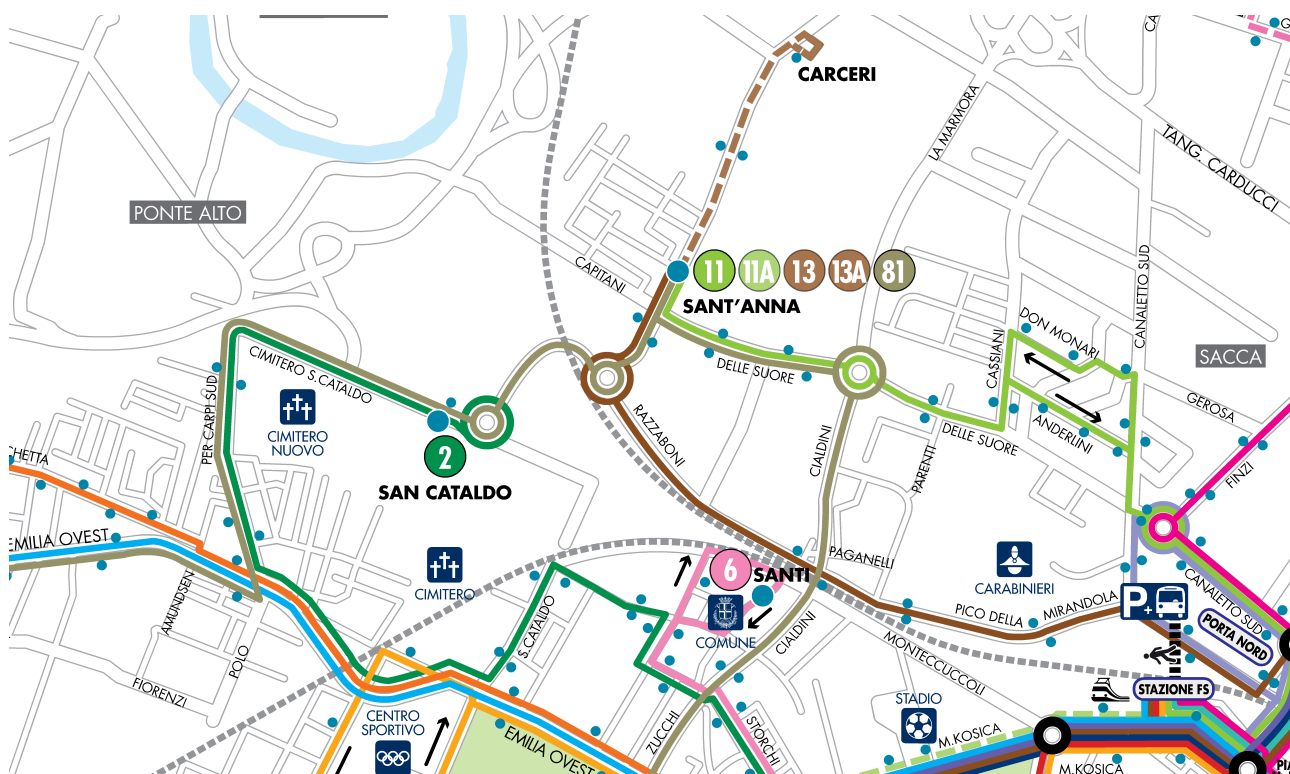 CARCERI
LA MARMORA
TANG. CARDUCCI
PONTE ALTO
CAPITANI
11
11A
13
13A
81
SANT'ANNA
CANALETTO SUD
DON MONARI
CASSIANI
SACCA
CIMITERO S.CATALDO
DELLE SUORE
PER CARPI SUD
CIMITERO
NUOVO
RAZZABONI
CIALDINI
PARENTI
DELLE SUORE
ANDERLINI
GEROSA
FINZI
2
SAN CATALDO
HETTA
EMILIA OVEST
AMUNDSEN
POLO
FIORENZI
CIMITERO
6
SANTI
COMUNE
PAGANELLI
CARABINIERI
PICO DELLA MIRANDOLA
P+
CANALETTO SUD
PORTA NORD
S.CATALDO
CIALDINI
MONTECCUCCOLI
STAZIONE FS
STADIO
CENTRO
SPORTIVO
EMILIA OVEST
ZUCCHI
STORCHI
M.KOSICA
M.KOSICA